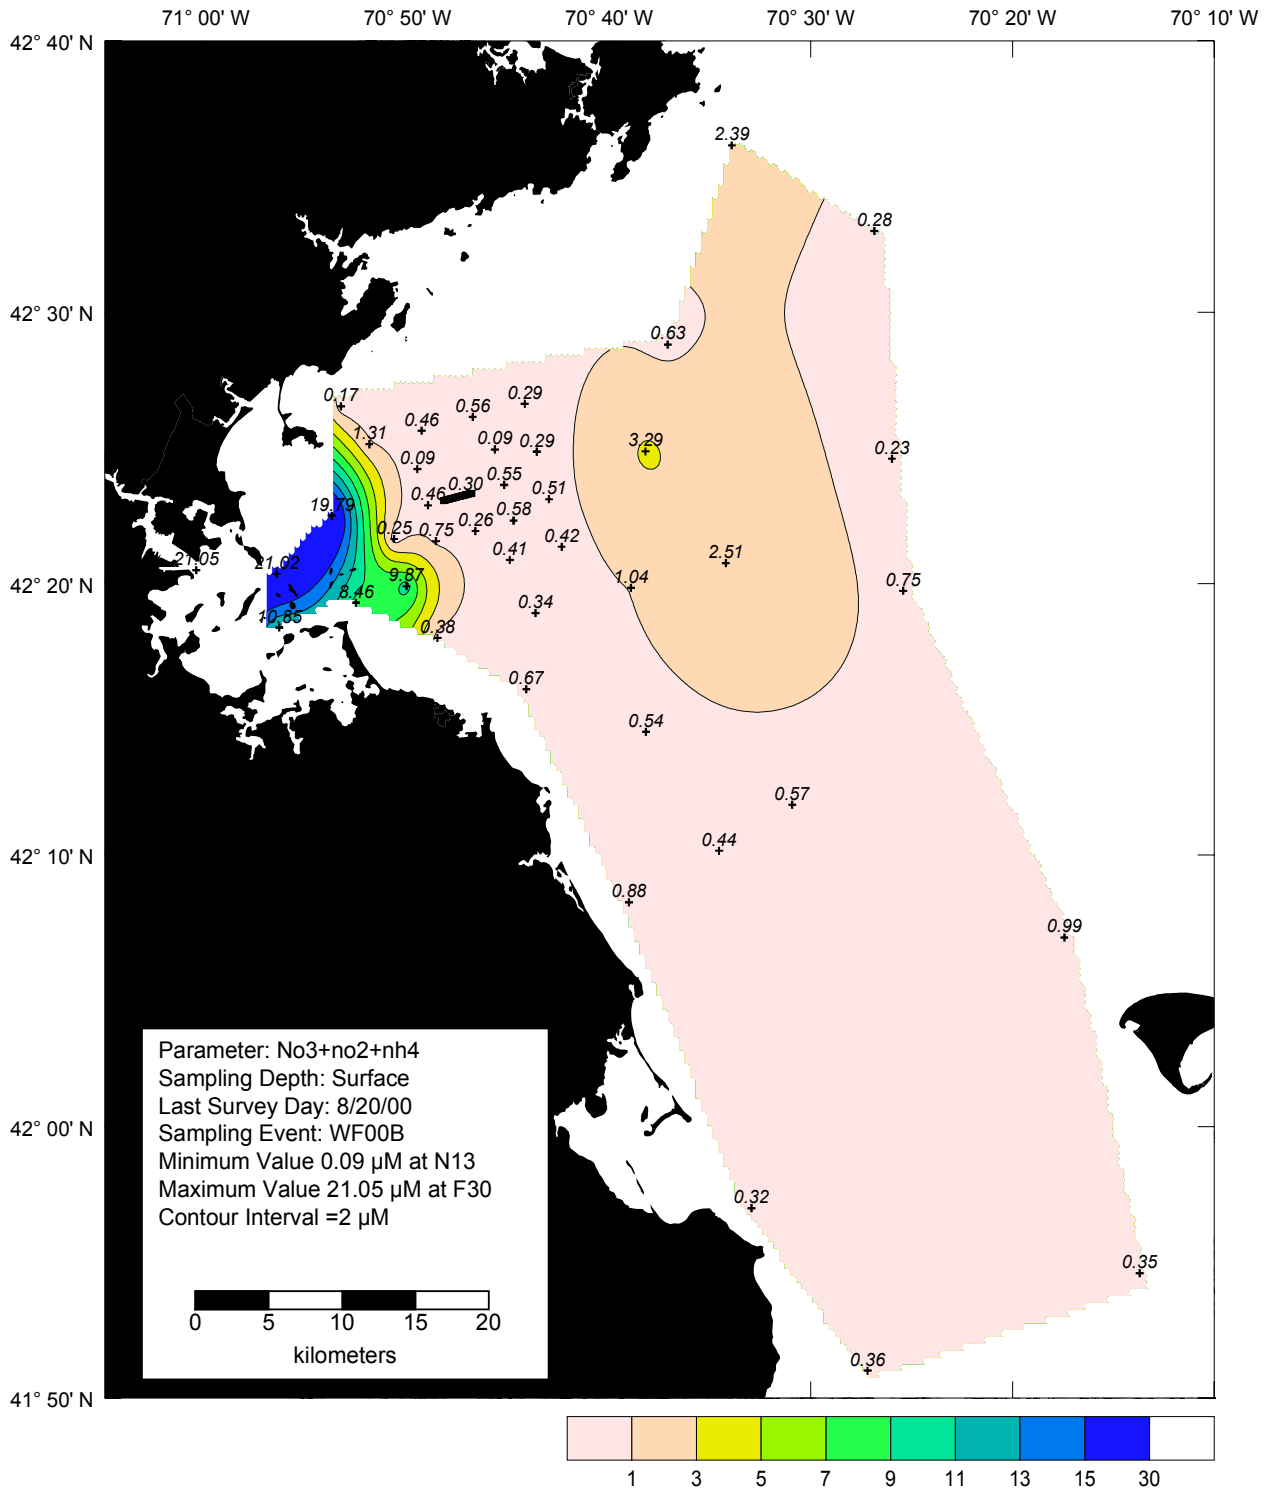 71° 00' W 70° 50' W 70° 40' W 70° 30' W 70° 20' W 70° 10' W
42° 40' N
2.39
0.28
42° 30' N
0.63
0.17
0.29
0.56
0.46
1.31
0.09
0.29
3.29
0.09
0.23
0.55
0.30
0.46
0.51
19.79
0.58
0.26
0.25
0.75
0.42
0.41
2.51
21.05
21.02
9.87
1.04
0.75
42° 20' N
8.46
0.34
10.85
0.38
0.67
0.54
0.57
0.44
42° 10' N
0.88
0.99
Parameter: No3+no2+nh4
Sampling Depth: Surface
Last Survey Day: 8/20/00
Sampling Event: WF00B
Minimum Value 0.09 µM at N13
Maximum Value 21.05 µM at F30
Contour Interval =2 µM
0 5 10 15 20
kilometers
42° 00' N
0.32
0.35
0.36
41° 50' N
1 3 5 7 9 11 13 15 30